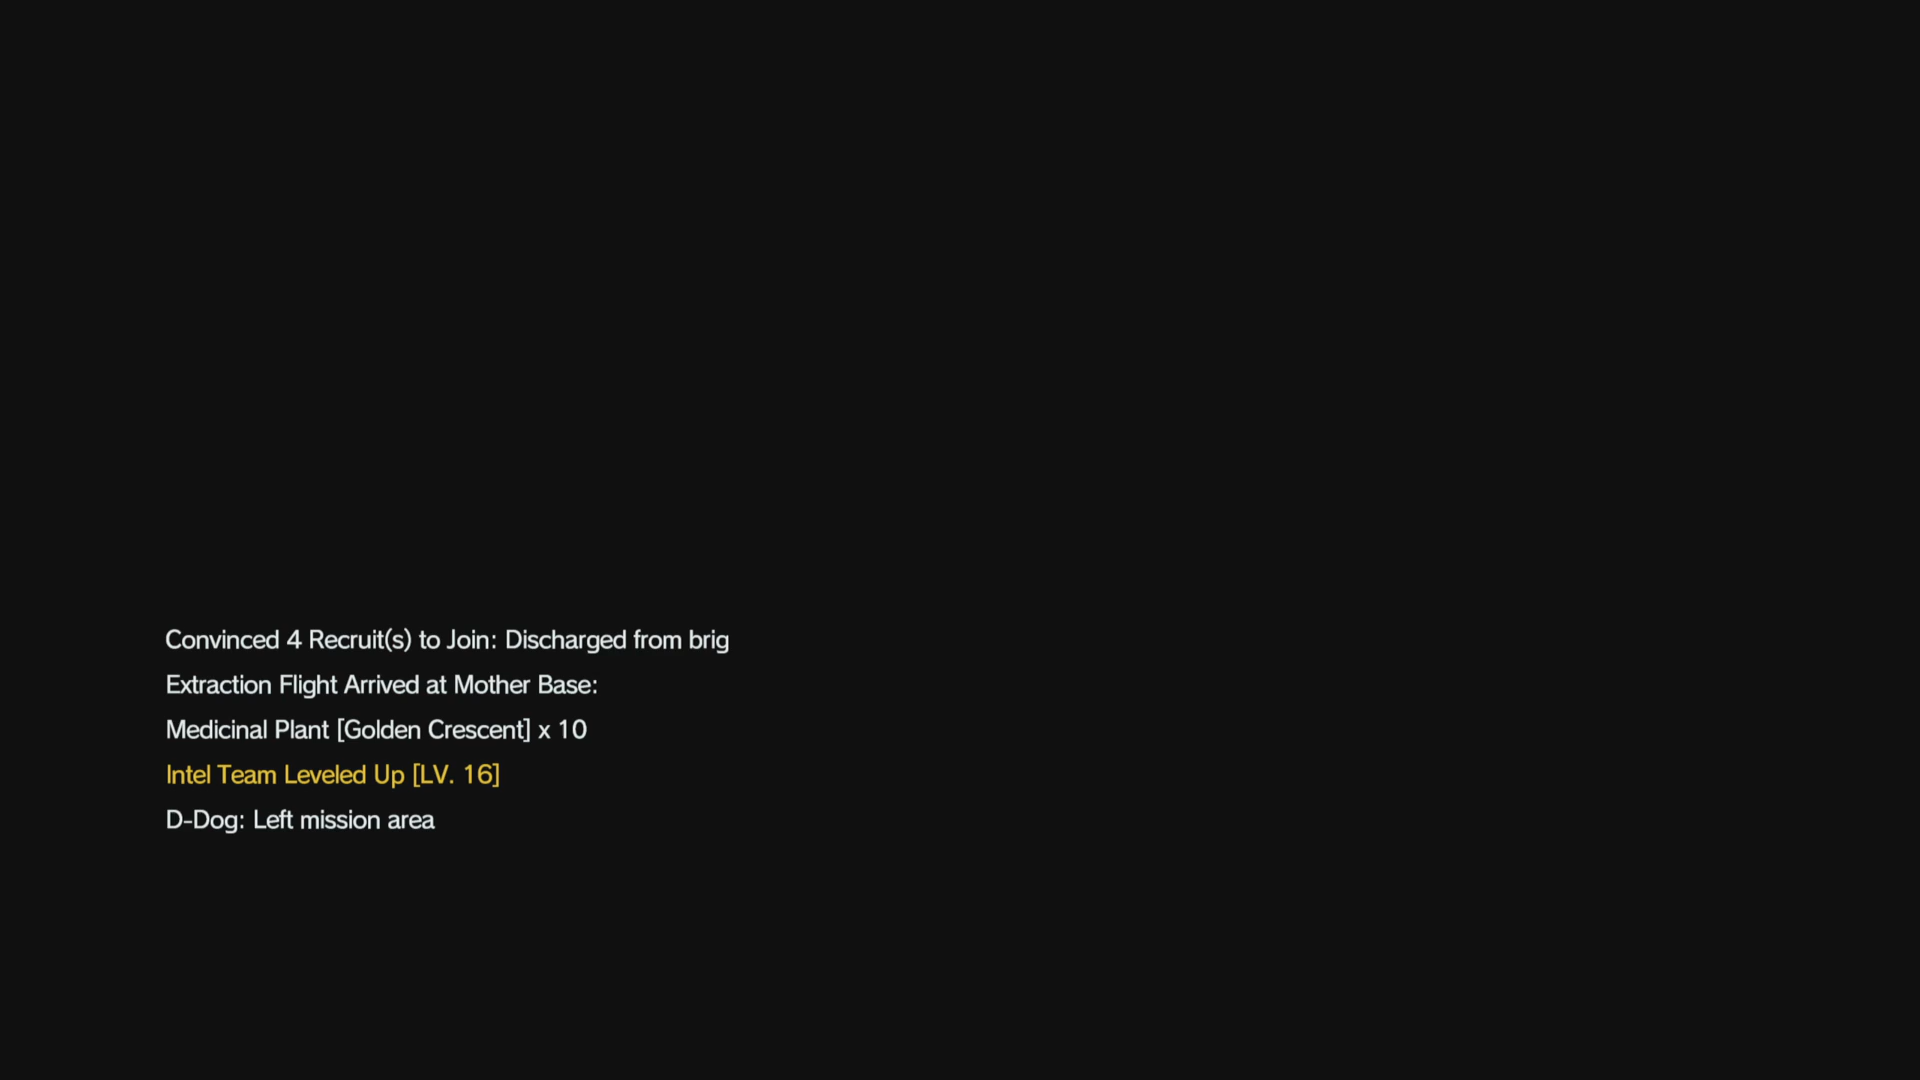 Convinced 4 Recruit(s) to Join: Discharged from brig
Extraction Flight Arrived at Mother Base:
Medicinal Plant [Golden Crescent] x 10
Intel Team Leveled Up [LV. 16]
D-Dog: Left mission area